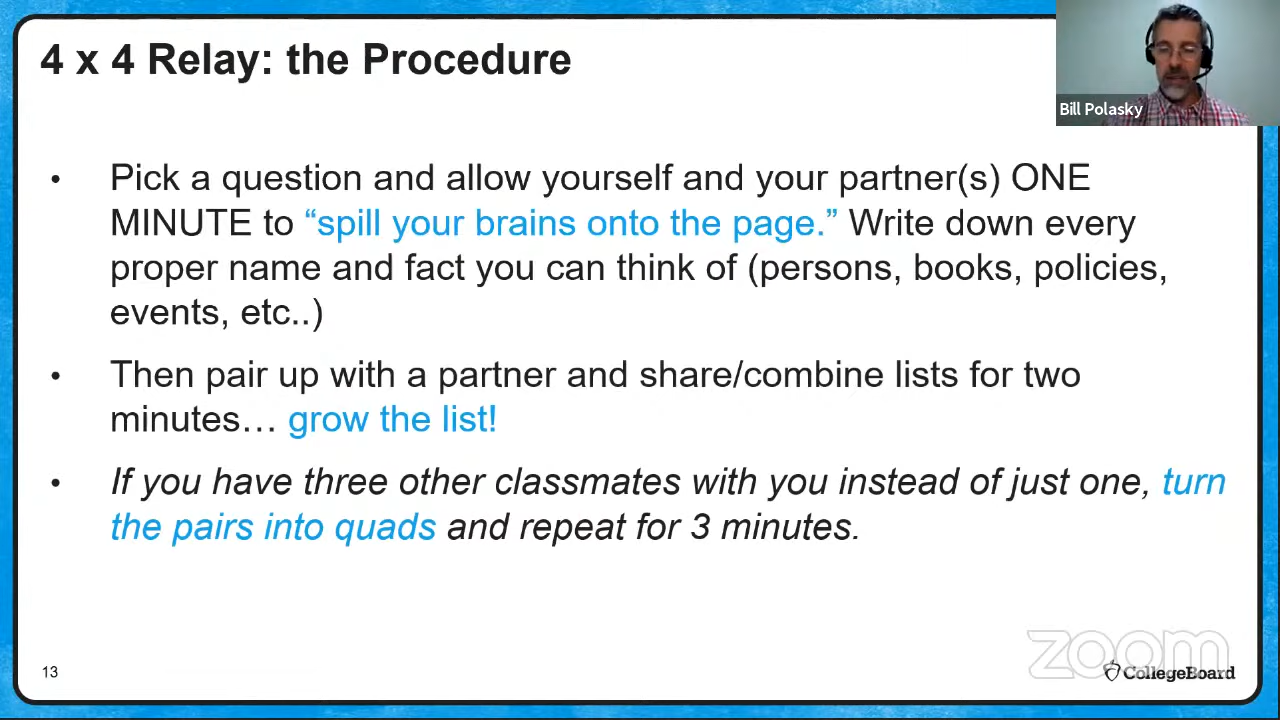 4 x 4 Relay: the Procedure
Bill Polasky
• Pick a question and allow yourself and your partner(s) ONE
MINUTE to “spill your brains onto the page.” Write down every
proper name and fact you can think of (persons, books, policies,
events, etc..)
• Then pair up with a partner and share/combine lists for two
minutes… grow the list!
• If you have three other classmates with you instead of just one, turn
the pairs into quads and repeat for 3 minutes.
zoom
13
CollegeBoard